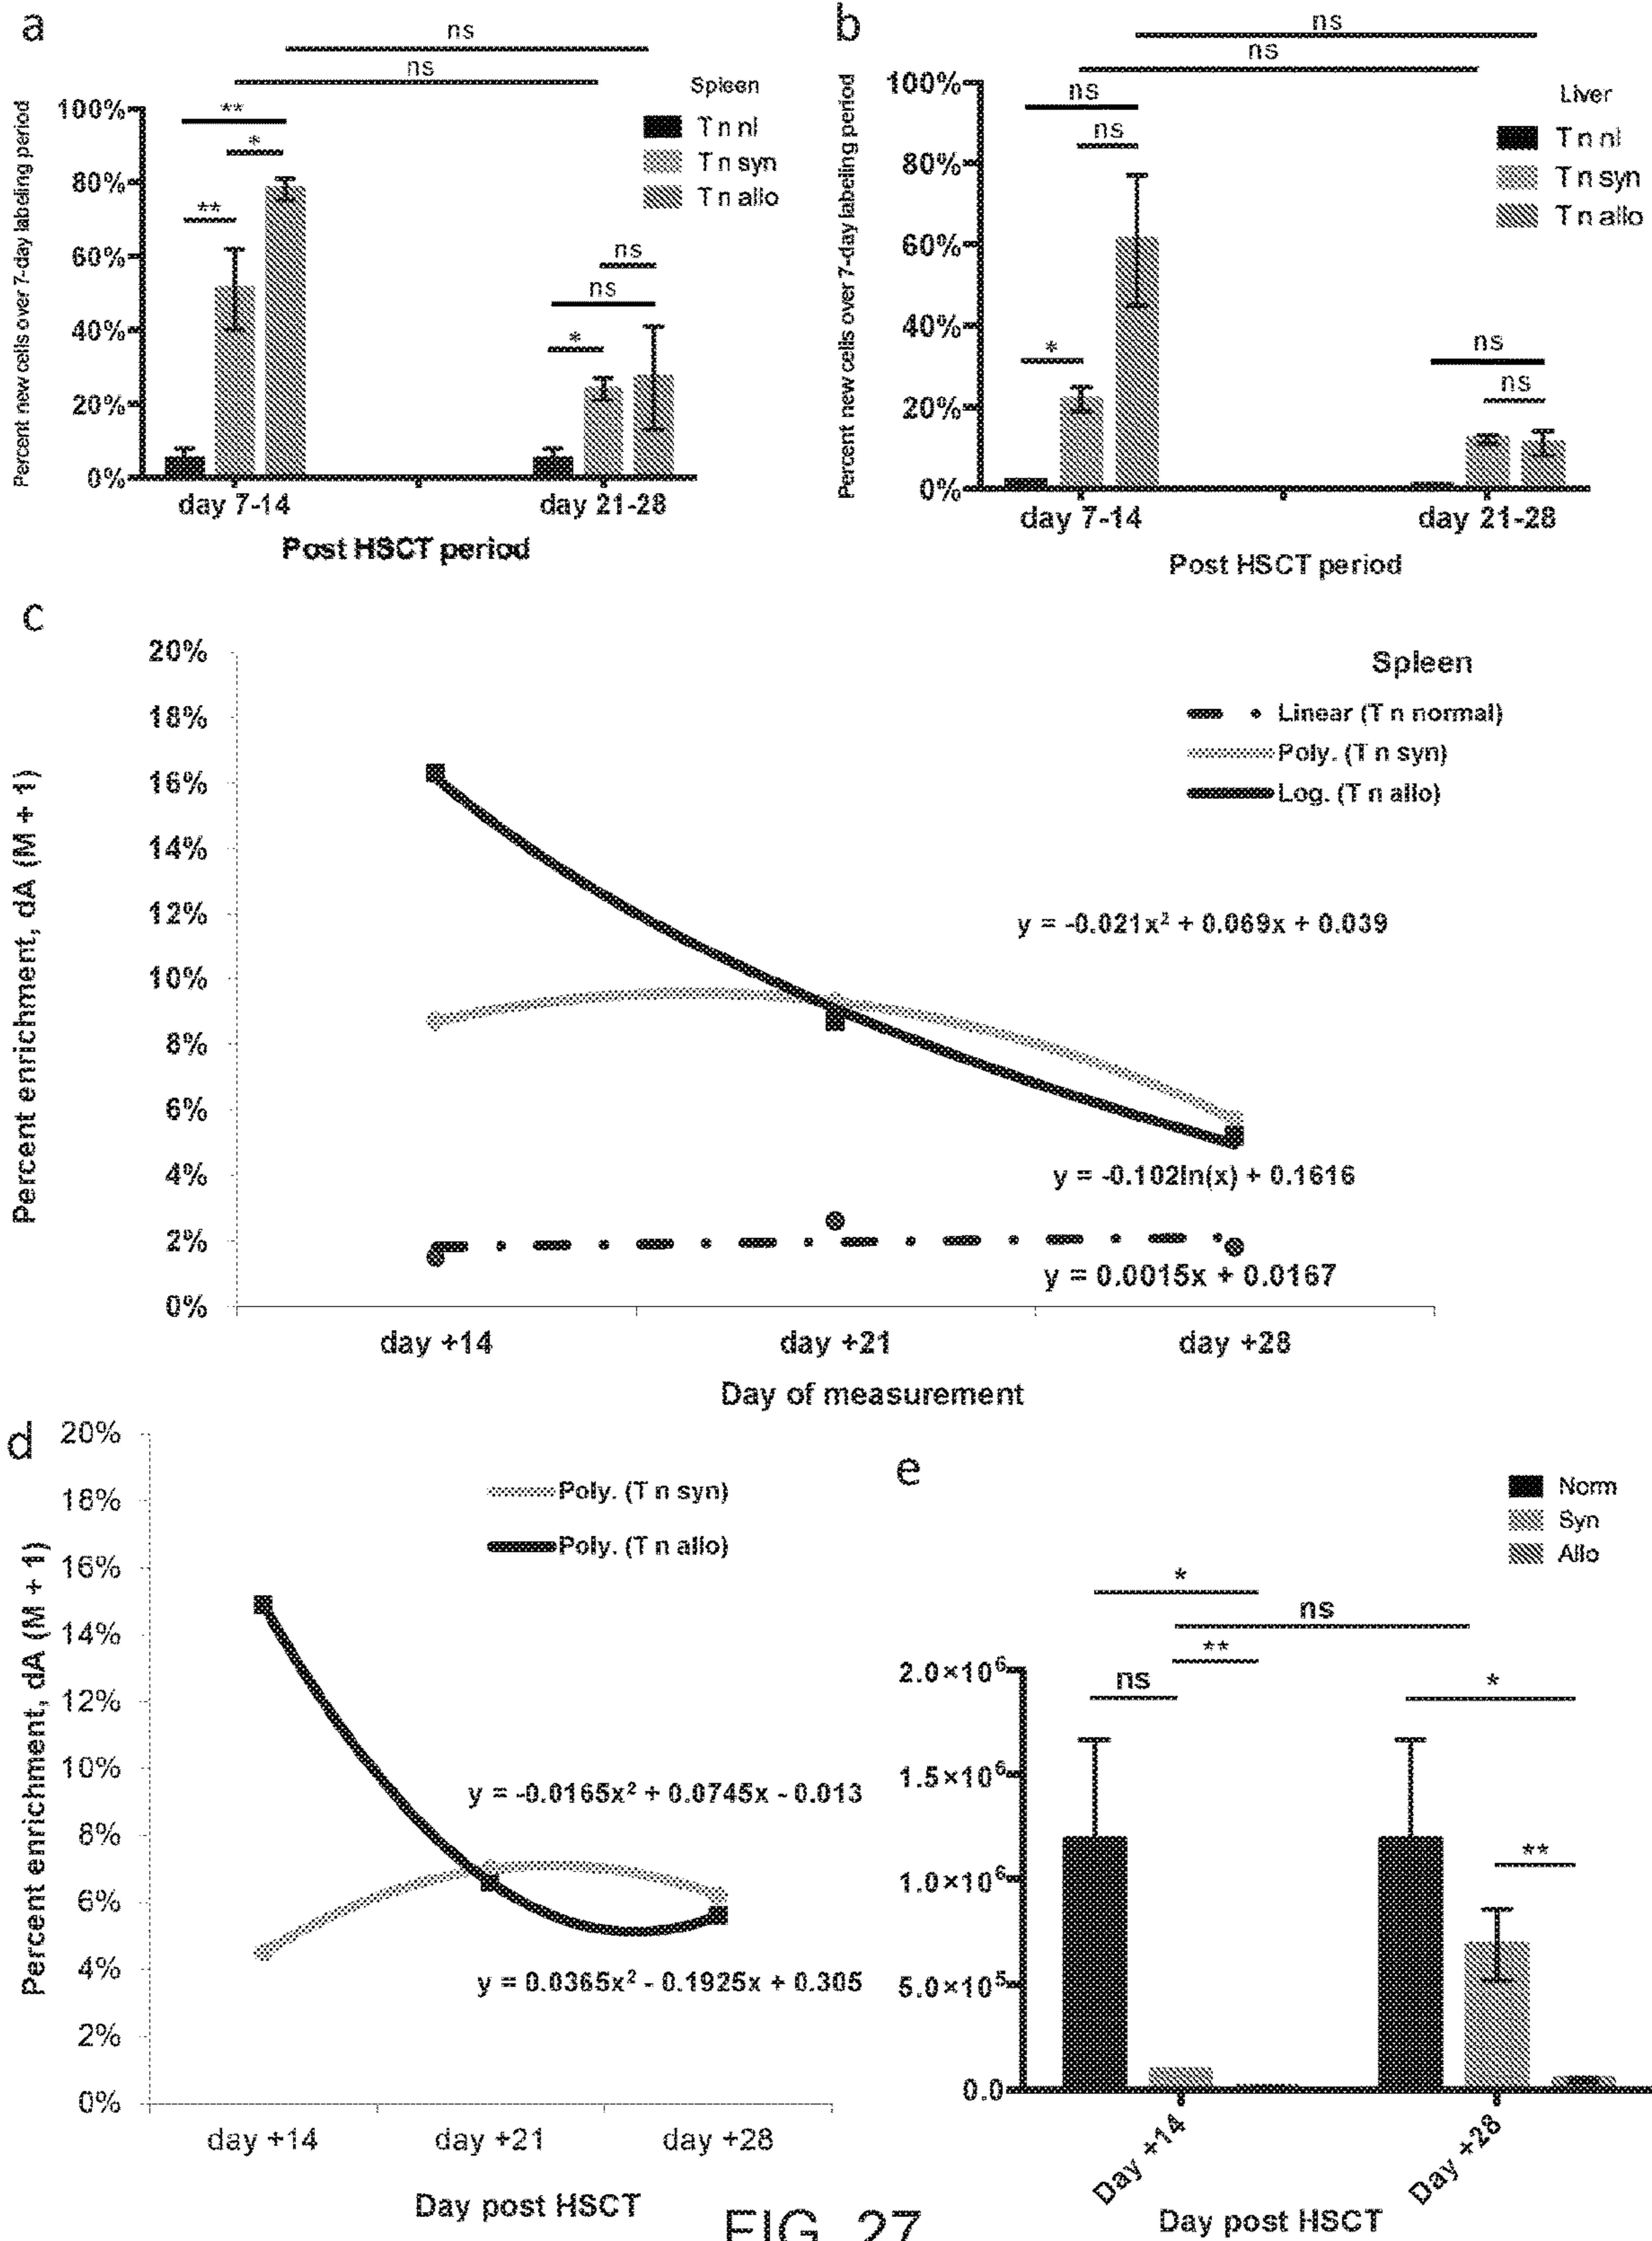 a
ns
ns
**
*
**
ns
ns
*
Spleen
T n nl
T n syn
T n allo
Percent new cells over 7-day labeling period
100%
80%
60%
40%
20%
0%
day 7-14
day 21-28
Post HSCT period
b
ns
ns
ns
ns
*
ns
ns
Liver
T n nl
T n syn
T n allo
Percent new cells over 7-day labeling period
100%
80%
60%
40%
20%
0%
day 7-14
day 21-28
Post HSCT period
c
Percent enrichment, dA (M + 1)
20%
18%
16%
14%
12%
10%
8%
6%
4%
2%
0%
Spleen
Linear (T n normal)
Poly. (T n syn)
Log. (T n allo)
y = -0.021x² + 0.069x + 0.039
y = -0.102ln(x) + 0.1616
y = 0.0015x + 0.0167
day +14
day +21
day +28
Day of measurement
d
Percent enrichment, dA (M + 1)
20%
18%
16%
14%
12%
10%
8%
6%
4%
2%
0%
Poly. (T n syn)
Poly. (T n allo)
y = -0.0165x² + 0.0745x - 0.013
y = 0.0365x² - 0.1925x + 0.305
day +14
day +21
day +28
Day post HSCT
e
Norm
Syn
Allo
*
ns
**
ns
*
**
2.0×10⁶
1.5×10⁶
1.0×10⁶
5.0×10⁵
0.0
Day +14
Day +28
Day post HSCT
FIG. 27